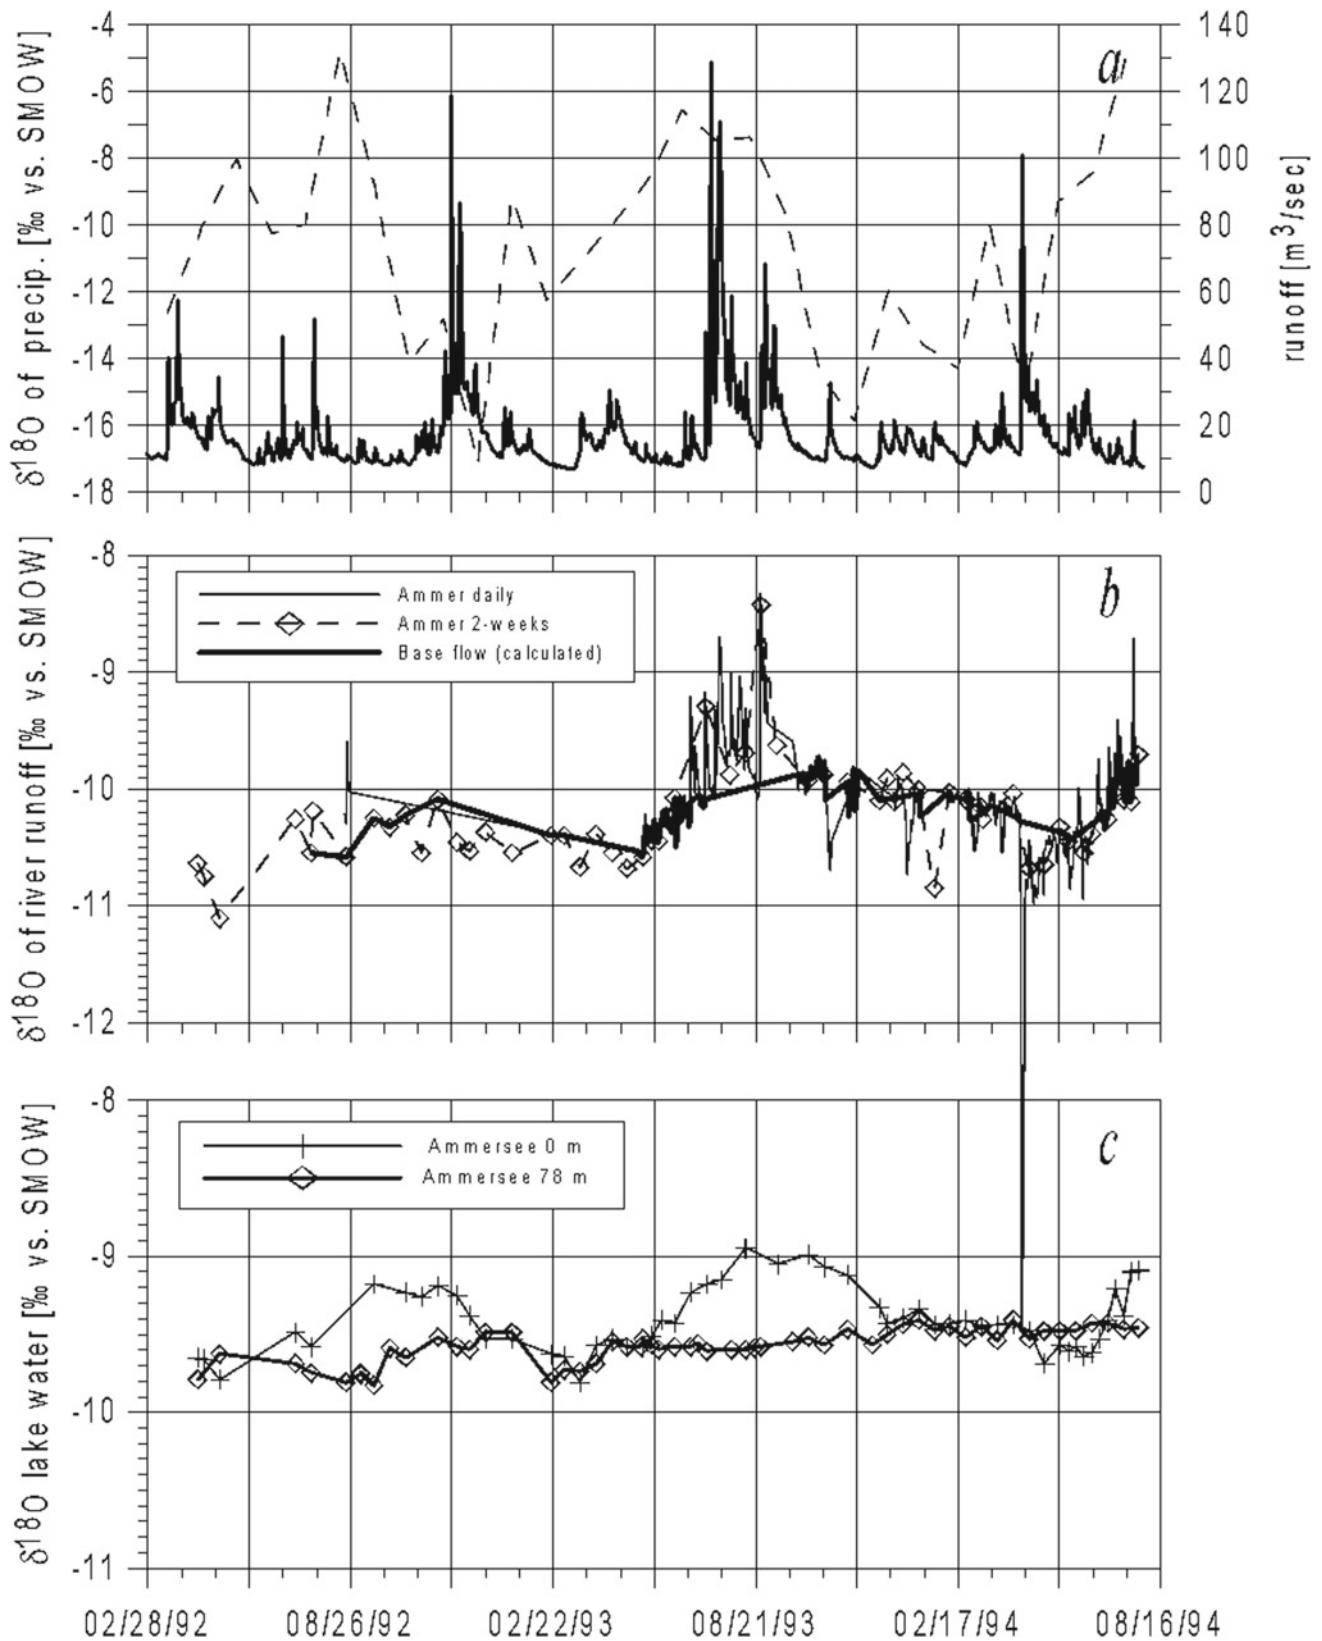 δ18O of precip. [‰ vs. SMOW]
-4
-6
-8
-10
-12
-14
-16
-18
a
140
120
100
80
60
40
20
0
runoff [m3/sec]
δ18O of river runoff [‰ vs. SMOW]
-8
-9
-10
-11
-12
Ammer daily
Ammer 2-weeks
Base flow (calculated)
b
δ18O lake water [‰ vs. SMOW]
-8
-9
-10
-11
Ammersee 0 m
Ammersee 78 m
c
02/28/92 08/26/92 02/22/93 08/21/93 02/17/94 08/16/94